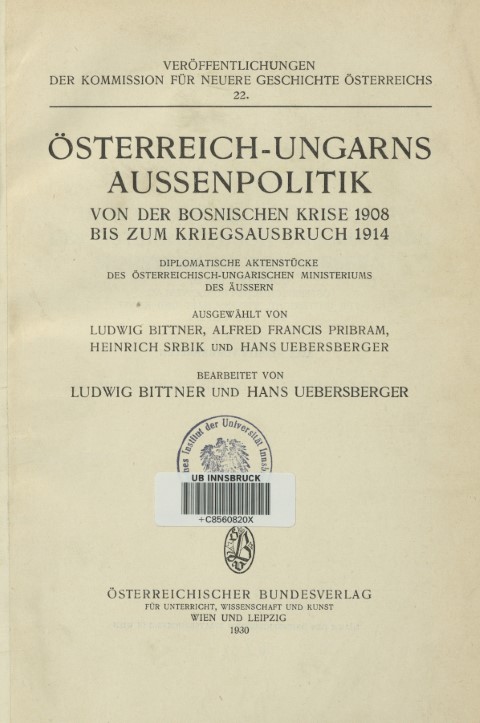 VERÖFFENTLICHUNGEN
DER KOMMISSION FÜR NEUERE GESCHICHTE ÖSTERREICHS
22.
ÖSTERREICH-UNGARNS
AUSSENPOLITIK
VON DER BOSNISCHEN KRISE 1908
BIS ZUM KRIEGSAUSBRUCH 1914
DIPLOMATISCHE AKTENSTÜCKE
DES ÖSTERREICHISCH-UNGARISCHEN MINISTERIUMS
DES ÄUSSERN
AUSGEWÄHLT VON
LUDWIG BITTNER, ALFRED FRANCIS PRIBRAM,
HEINRICH SRBIK UND HANS UEBERSBERGER
BEARBEITET VON
LUDWIG BITTNER UND HANS UEBERSBERGER
Institut der Universität
UB INNSBRUCK
+C8560820X
ÖSTERREICHISCHER BUNDESVERLAG
FÜR UNTERRICHT, WISSENSCHAFT UND KUNST
WIEN UND LEIPZIG
1930